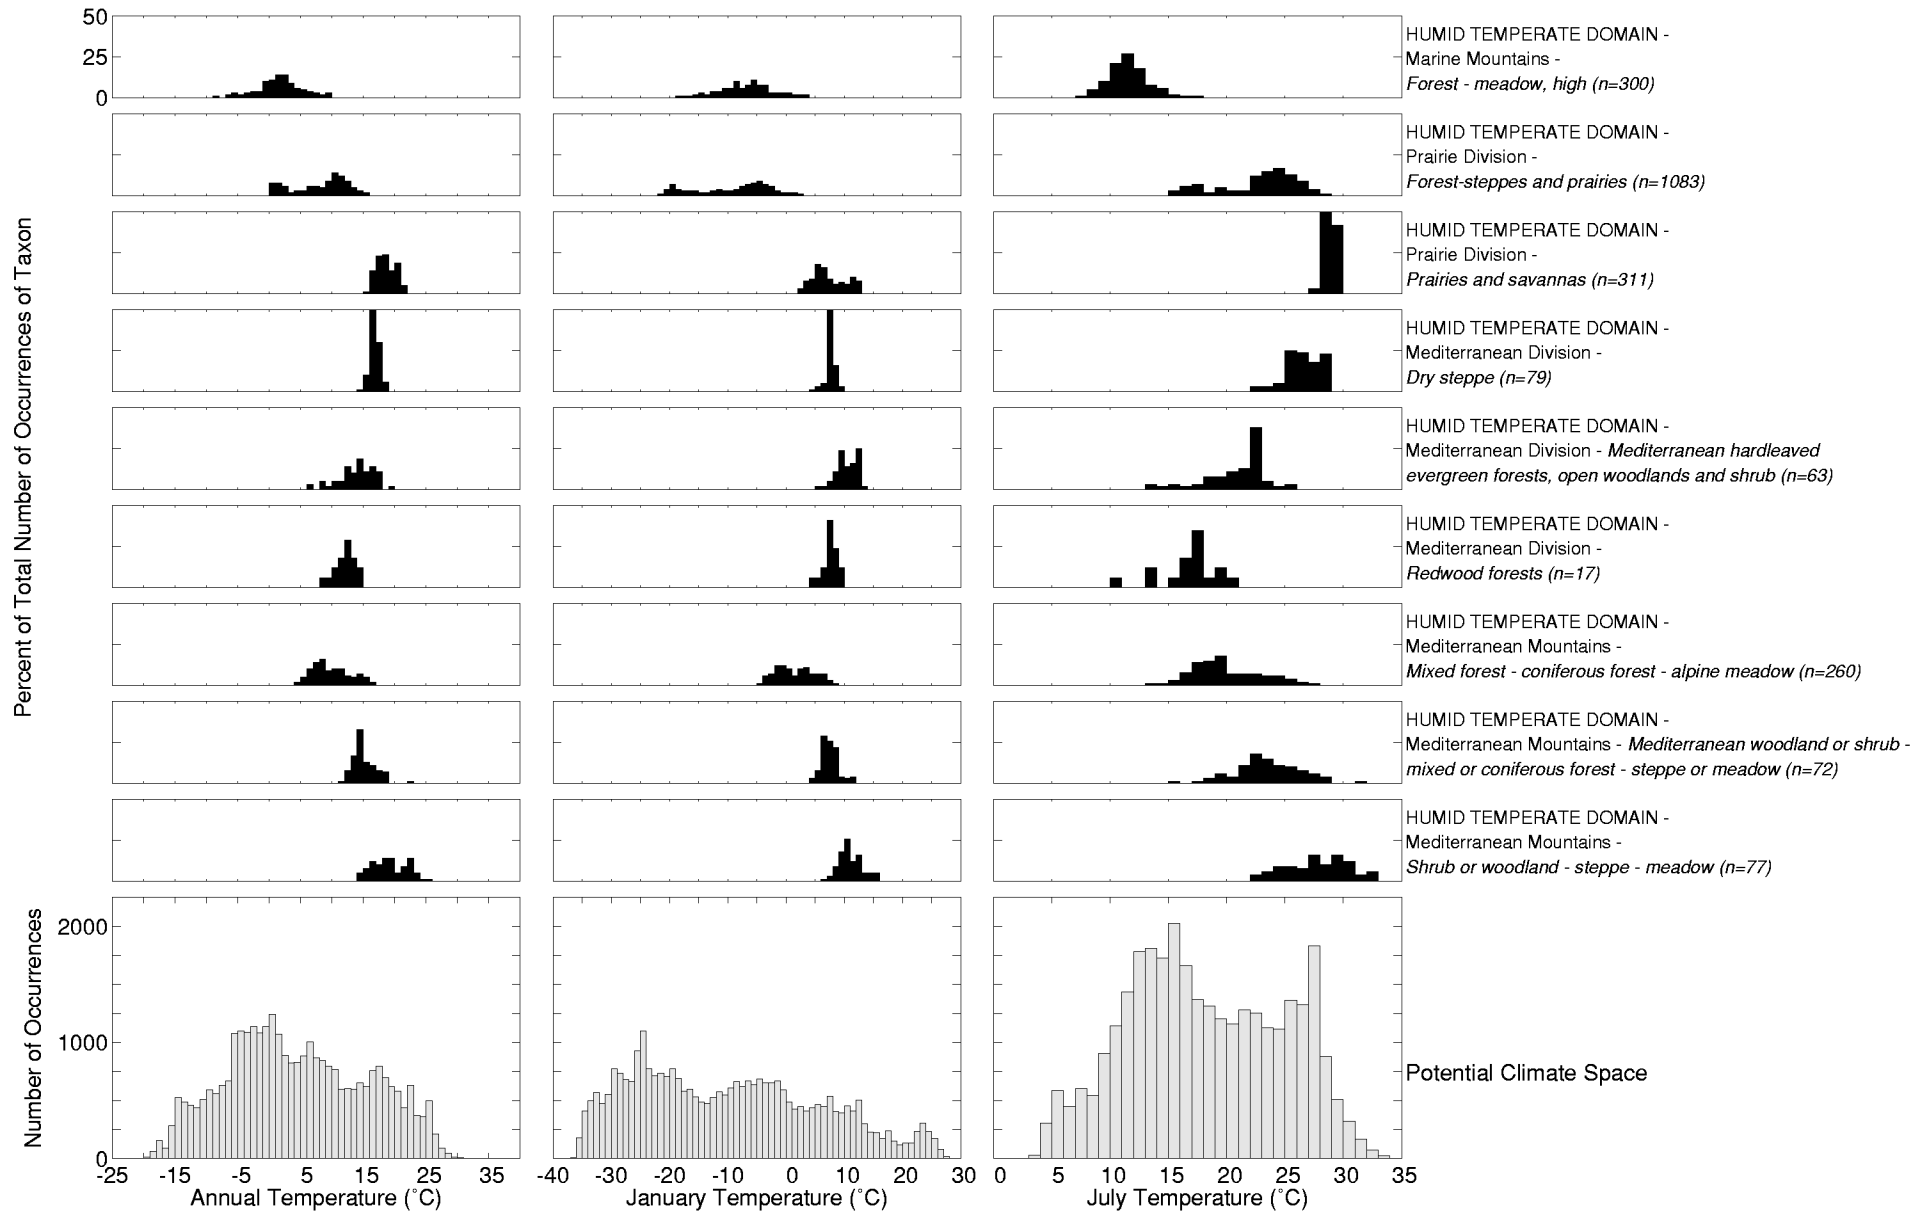 50
25
0
HUMID TEMPERATE DOMAIN -
Marine Mountains -
Forest - meadow, high (n=300)
HUMID TEMPERATE DOMAIN -
Prairie Division -
Forest-steppes and prairies (n=1083)
HUMID TEMPERATE DOMAIN -
Prairie Division -
Prairies and savannas (n=311)
HUMID TEMPERATE DOMAIN -
Mediterranean Division -
Dry steppe (n=79)
HUMID TEMPERATE DOMAIN -
Mediterranean Division - Mediterranean hardleaved
evergreen forests, open woodlands and shrub (n=63)
HUMID TEMPERATE DOMAIN -
Mediterranean Division -
Redwood forests (n=17)
HUMID TEMPERATE DOMAIN -
Mediterranean Mountains -
Mixed forest - coniferous forest - alpine meadow (n=260)
HUMID TEMPERATE DOMAIN -
Mediterranean Mountains - Mediterranean woodland or shrub -
mixed or coniferous forest - steppe or meadow (n=72)
HUMID TEMPERATE DOMAIN -
Mediterranean Mountains -
Shrub or woodland - steppe - meadow (n=77)
Percent of Total Number of Occurrences of Taxon
Number of Occurrences
2000
1000
0
Potential Climate Space
-25 -15 -5 5 15 25 35
Annual Temperature (˚C)
-40 -30 -20 -10 0 10 20 30
January Temperature (˚C)
0 5 10 15 20 25 30 35
July Temperature (˚C)